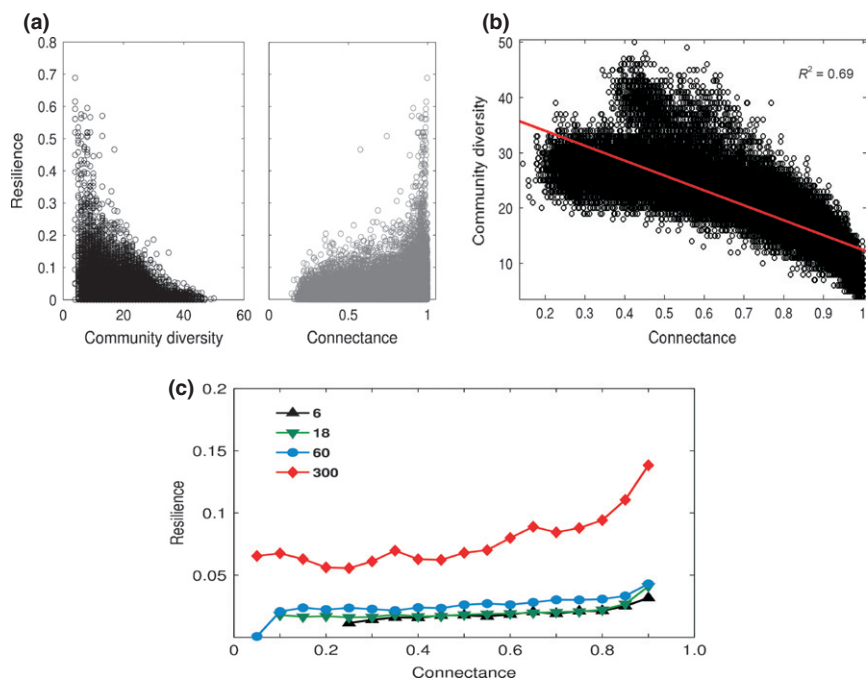 (a)
Resilience
0.8
0.7
0.6
0.5
0.4
0.3
0.2
0.1
0
0 20 40 60
Community diversity
0 0.5 1
Connectance
(b)
Community diversity
50
40
30
20
10
R² = 0.69
0.2 0.3 0.4 0.5 0.6 0.7 0.8 0.9 1
Connectance
(c)
Resilience
0.2
0.15
0.1
0.05
6
18
60
300
0 0.2 0.4 0.6 0.8 1.0
Connectance